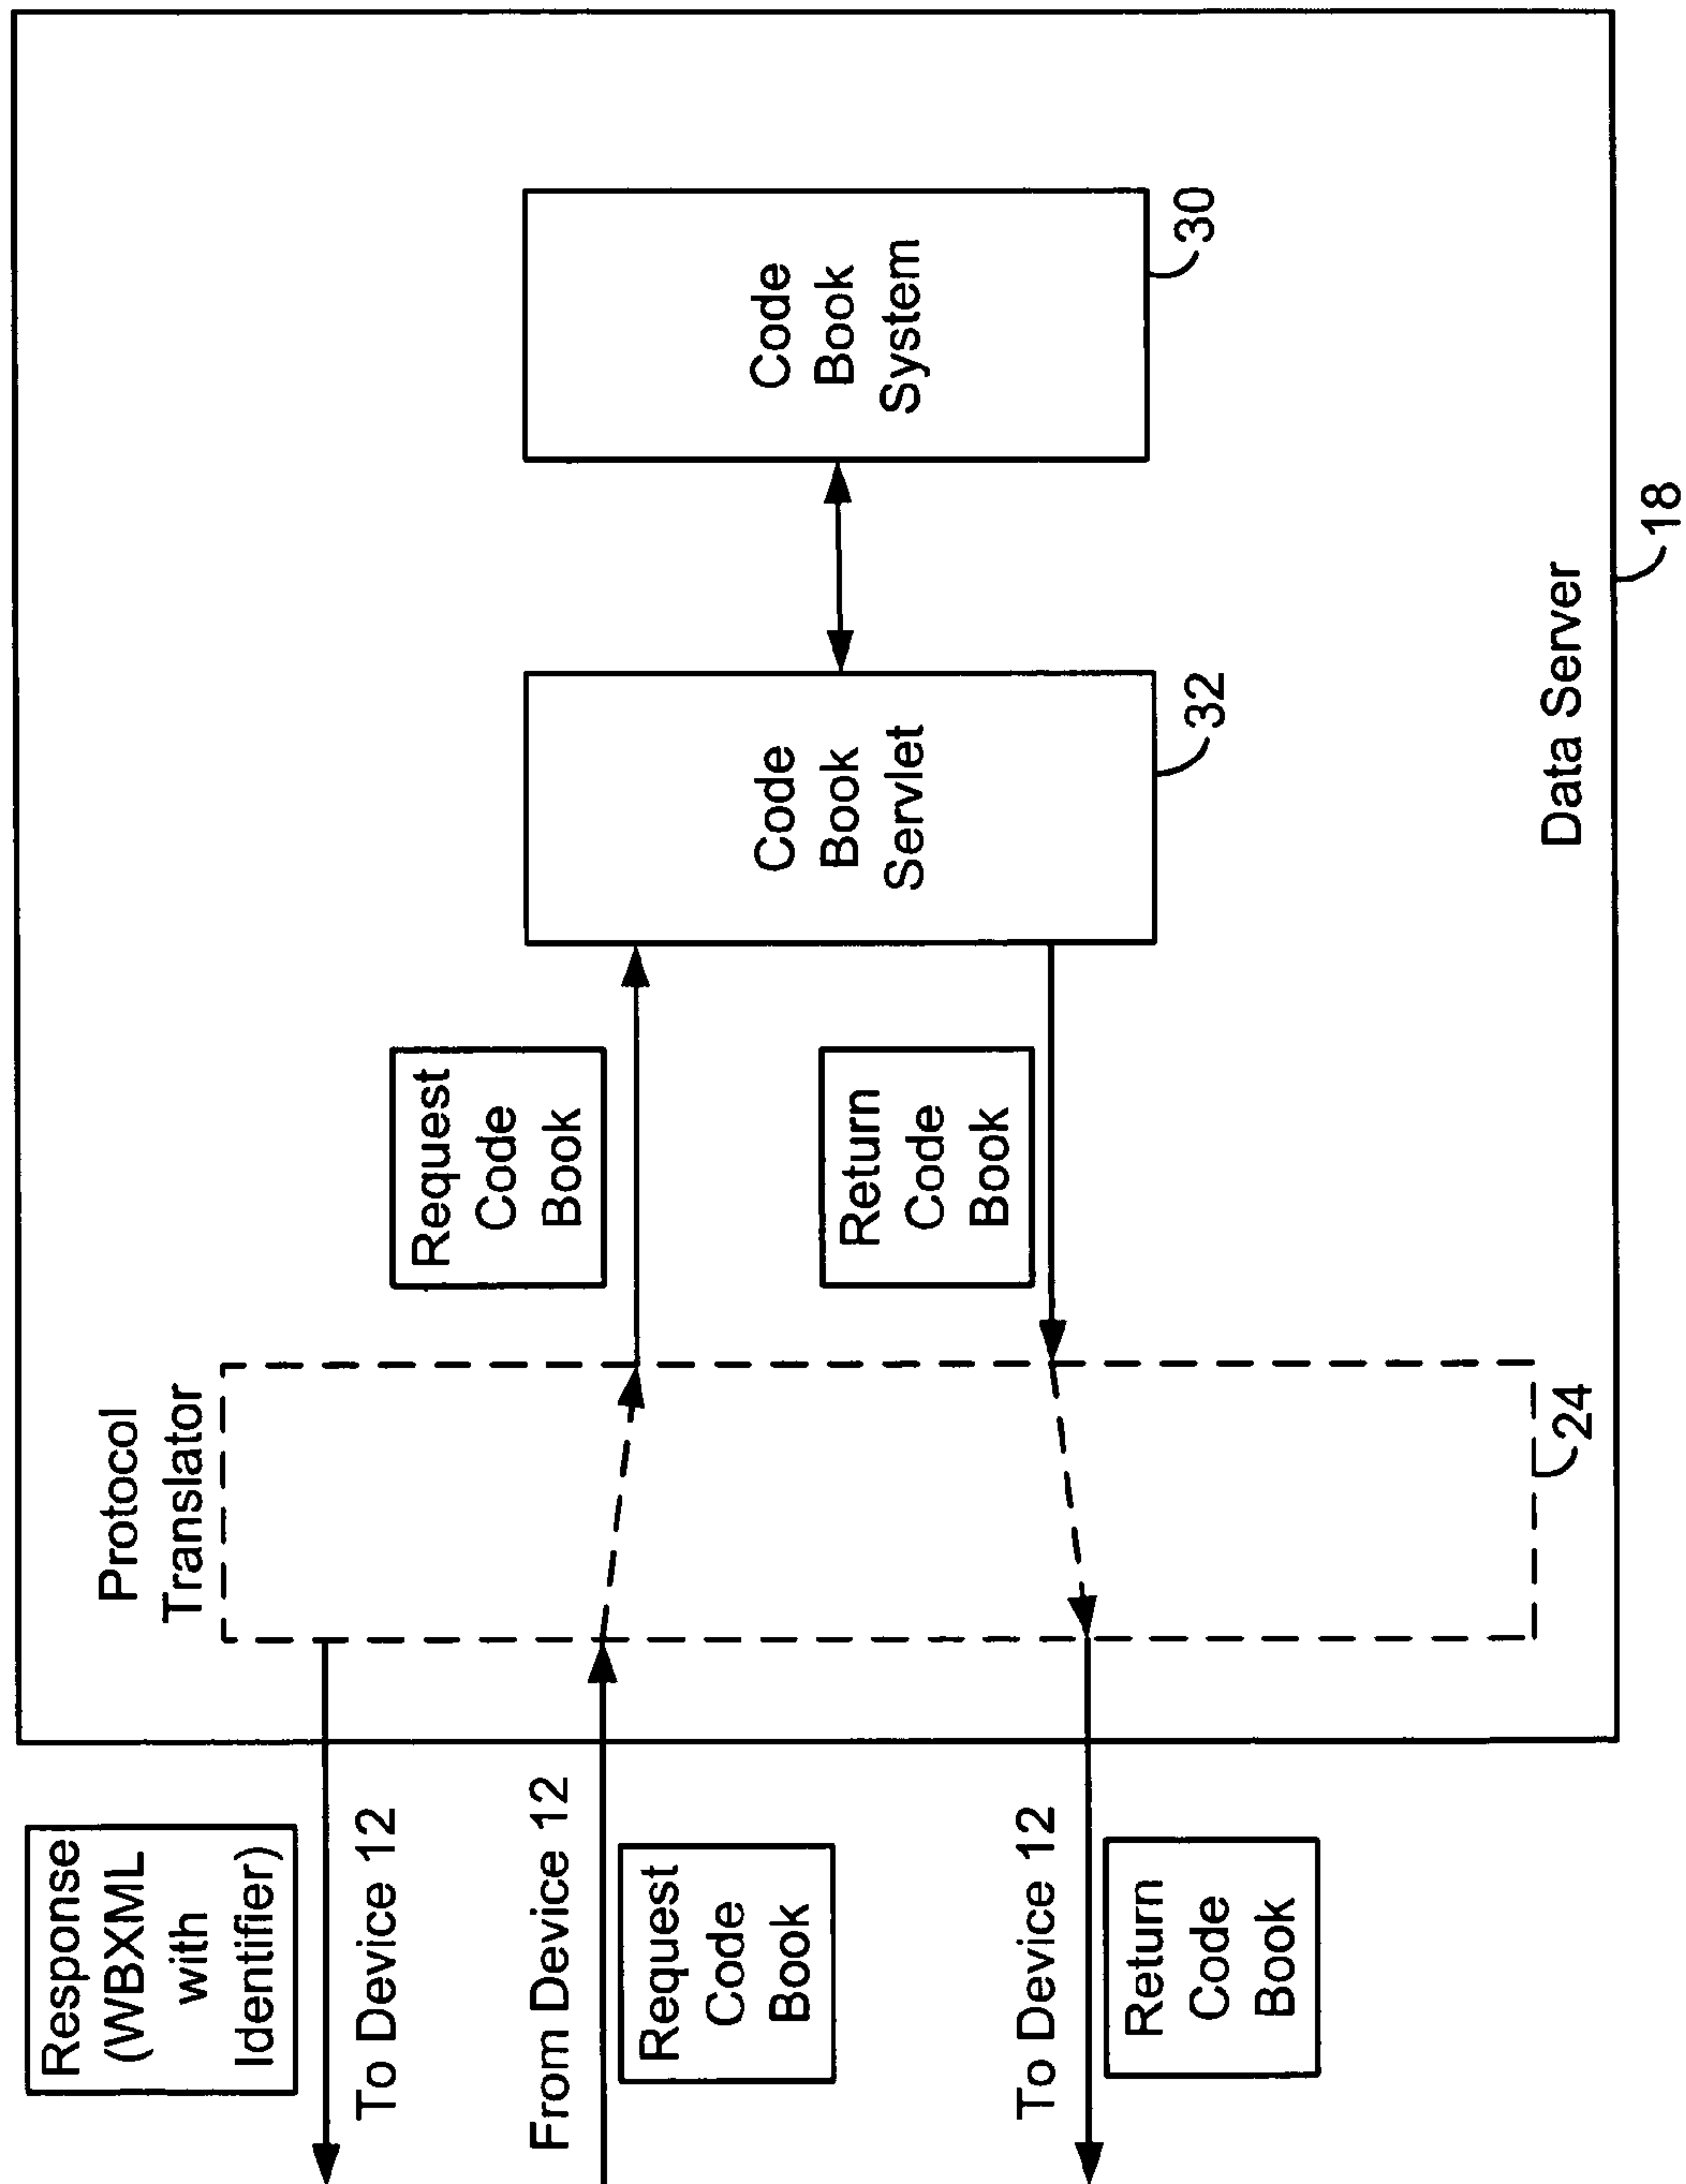 Response
(WBXML
with
Identifier)
To Device 12
From Device 12
Request
Code
Book
To Device 12
Return
Code
Book
Protocol
Translator
24
Request
Code
Book
Return
Code
Book
Code
Book
Servlet
32
Code
Book
System
30
Data Server
18